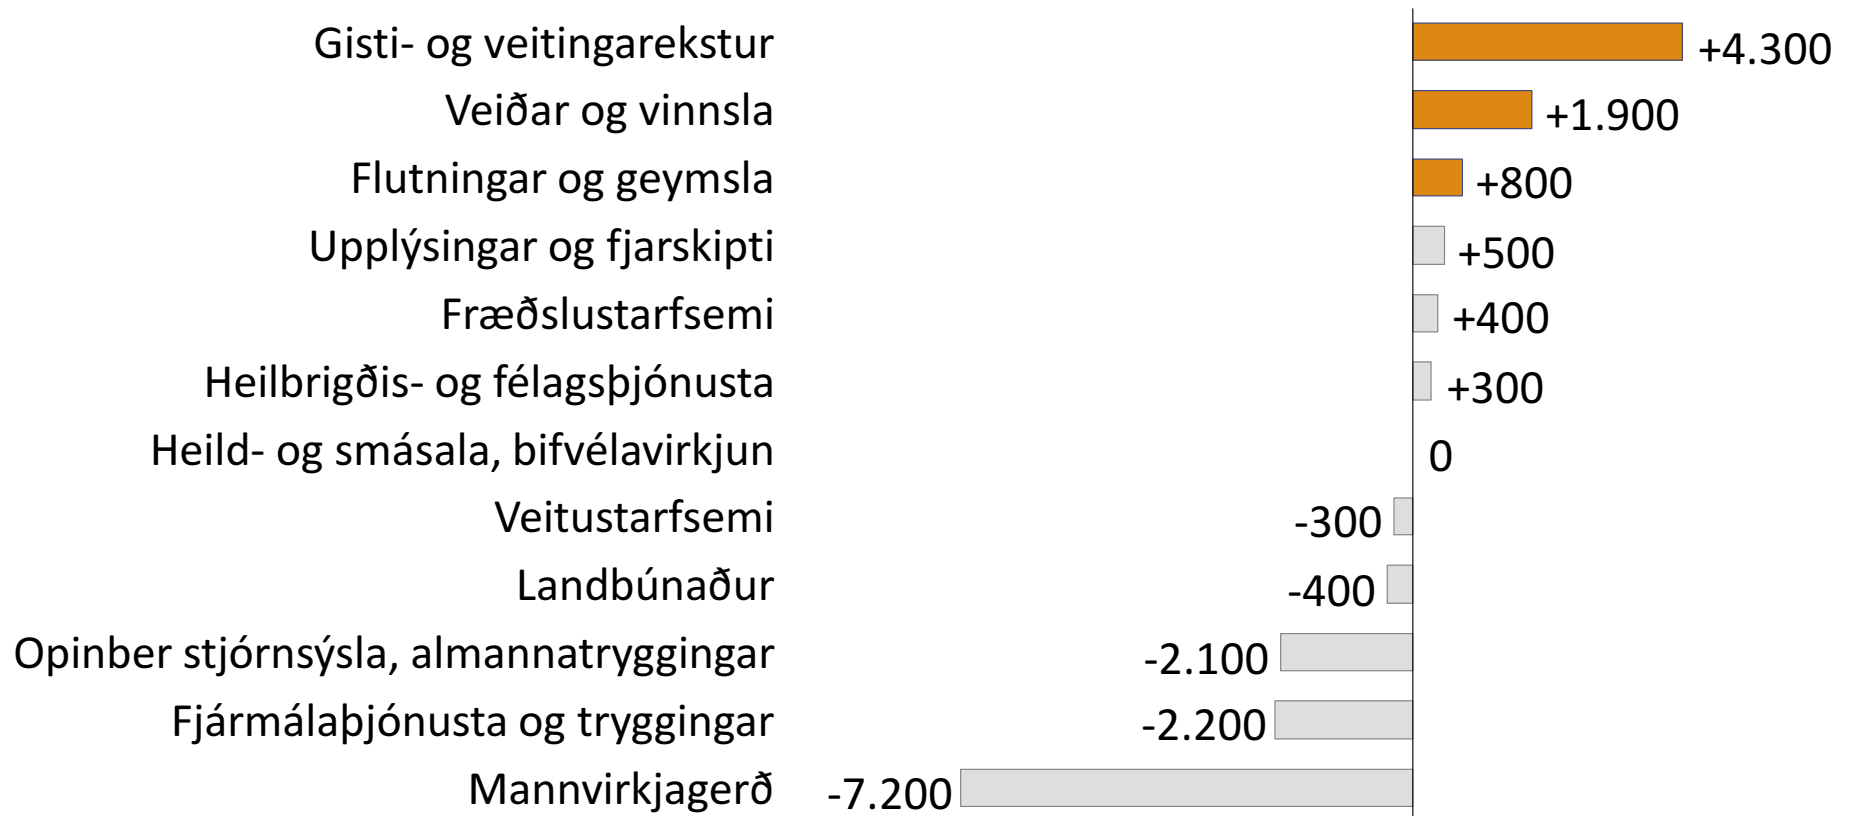 Gisti- og veitingarekstur +4.300
Veiðar og vinnsla +1.900
Flutningar og geymsla +800
Upplýsingar og fjarskipti +500
Fræðslustarfsemi +400
Heilbrigðis- og félagsþjónusta +300
Heild- og smásala, bifvélavirkjun 0
Veitustarfsemi -300
Landbúnaður -400
Opinber stjórnsýsla, almannatryggingar -2.100
Fjármálaþjónusta og tryggingar -2.200
Mannvirkjagerð -7.200